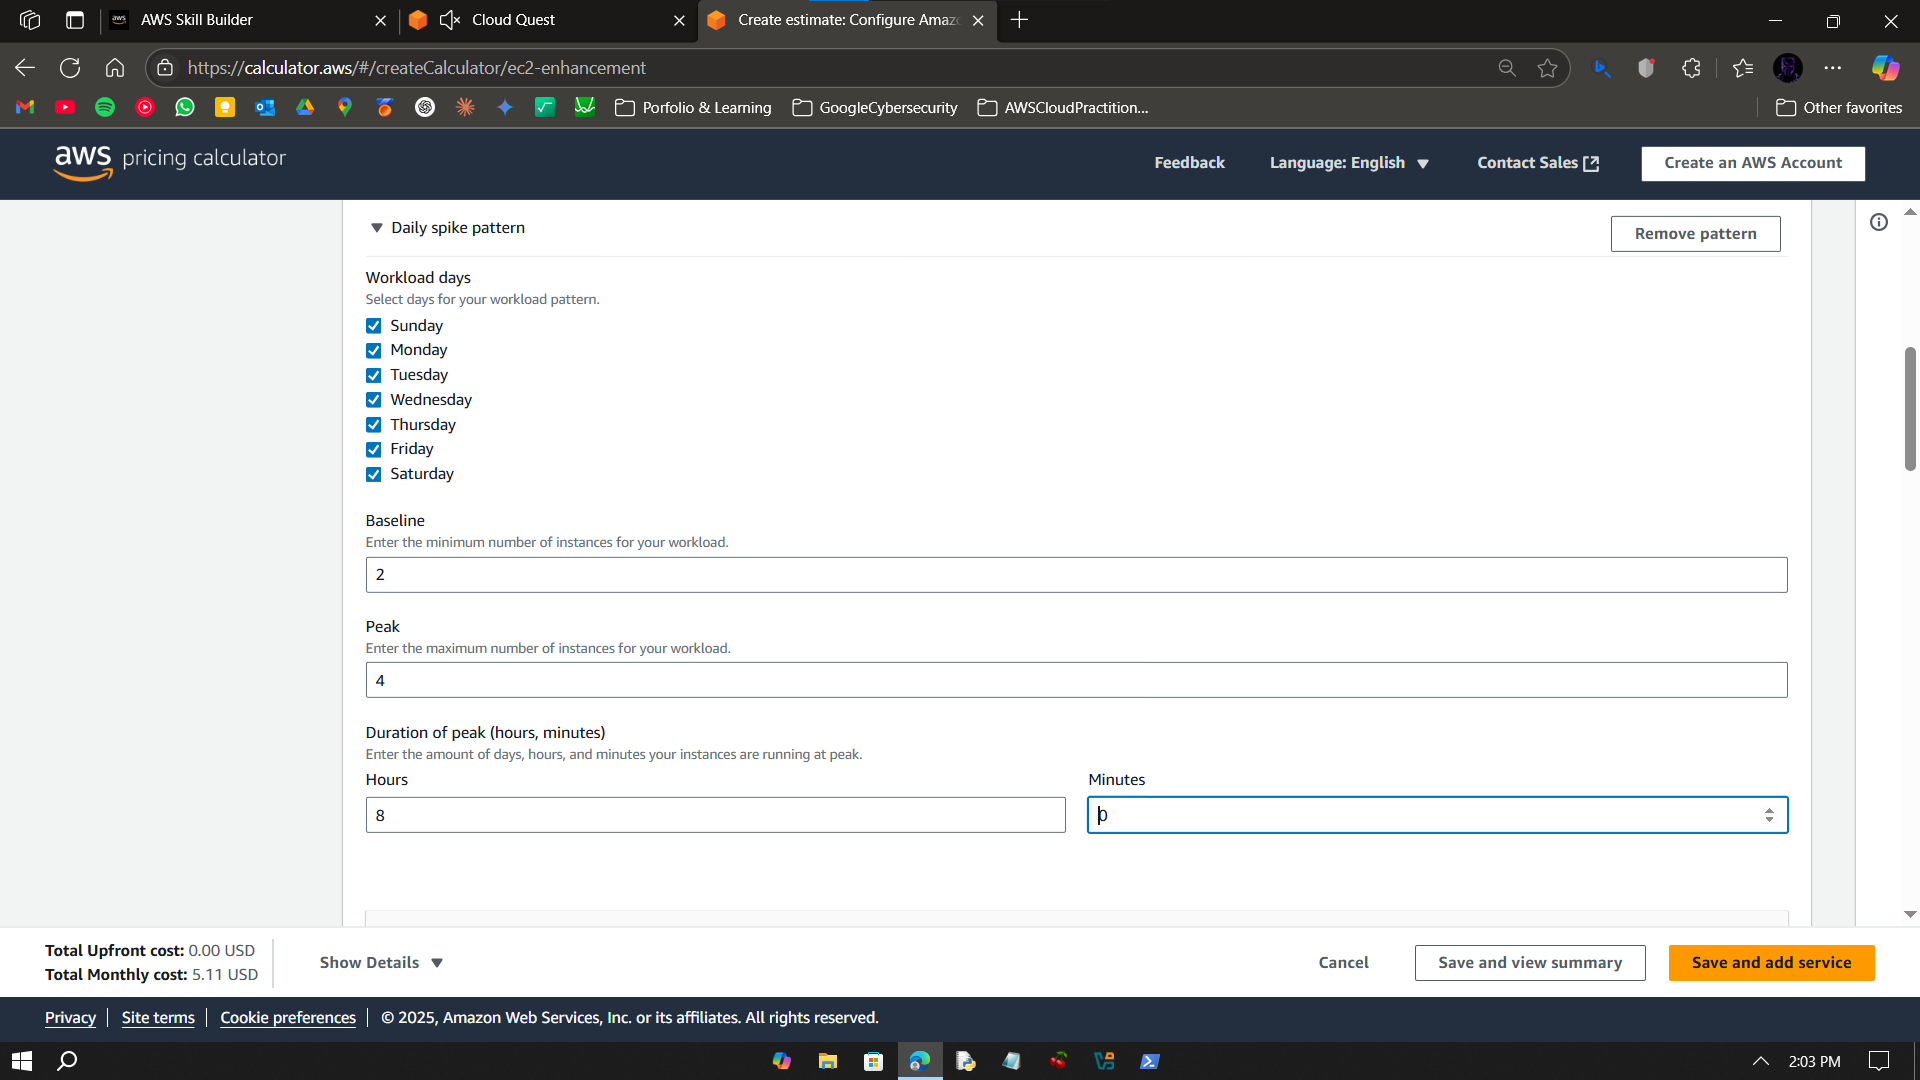 AWS Skill Builder
Cloud Quest
Create estimate: Configure Amaz
https://calculator.aws/#/createCalculator/ec2-enhancement
Porfolio & Learning
GoogleCybersecurity
AWSCloudPractition...
Other favorites
aws pricing calculator
Feedback
Language: English
Contact Sales
Create an AWS Account
Daily spike pattern
Remove pattern
Workload days
Select days for your workload pattern.
Sunday
Monday
Tuesday
Wednesday
Thursday
Friday
Saturday
Baseline
Enter the minimum number of instances for your workload.
2
Peak
Enter the maximum number of instances for your workload.
4
Duration of peak (hours, minutes)
Enter the amount of days, hours, and minutes your instances are running at peak.
Hours
Minutes
8
0
Total Upfront cost: 0.00 USD
Total Monthly cost: 5.11 USD
Show Details
Cancel
Save and view summary
Save and add service
Privacy
Site terms
Cookie preferences
© 2025, Amazon Web Services, Inc. or its affiliates. All rights reserved.
2:03 PM